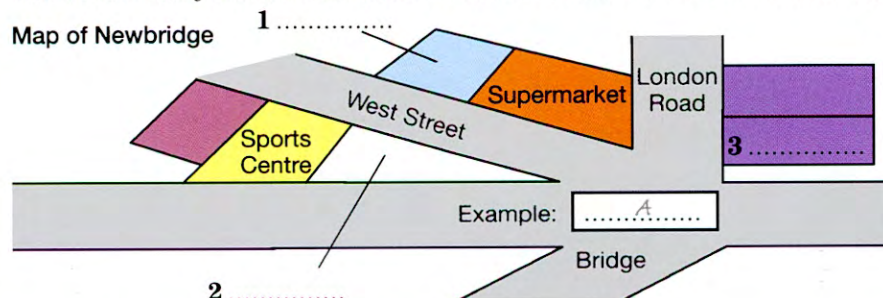 Map of Newbridge
1 ................
West Street
Supermarket
London
Road
Sports
Centre
3 ................
Example: A
Bridge
2 ................